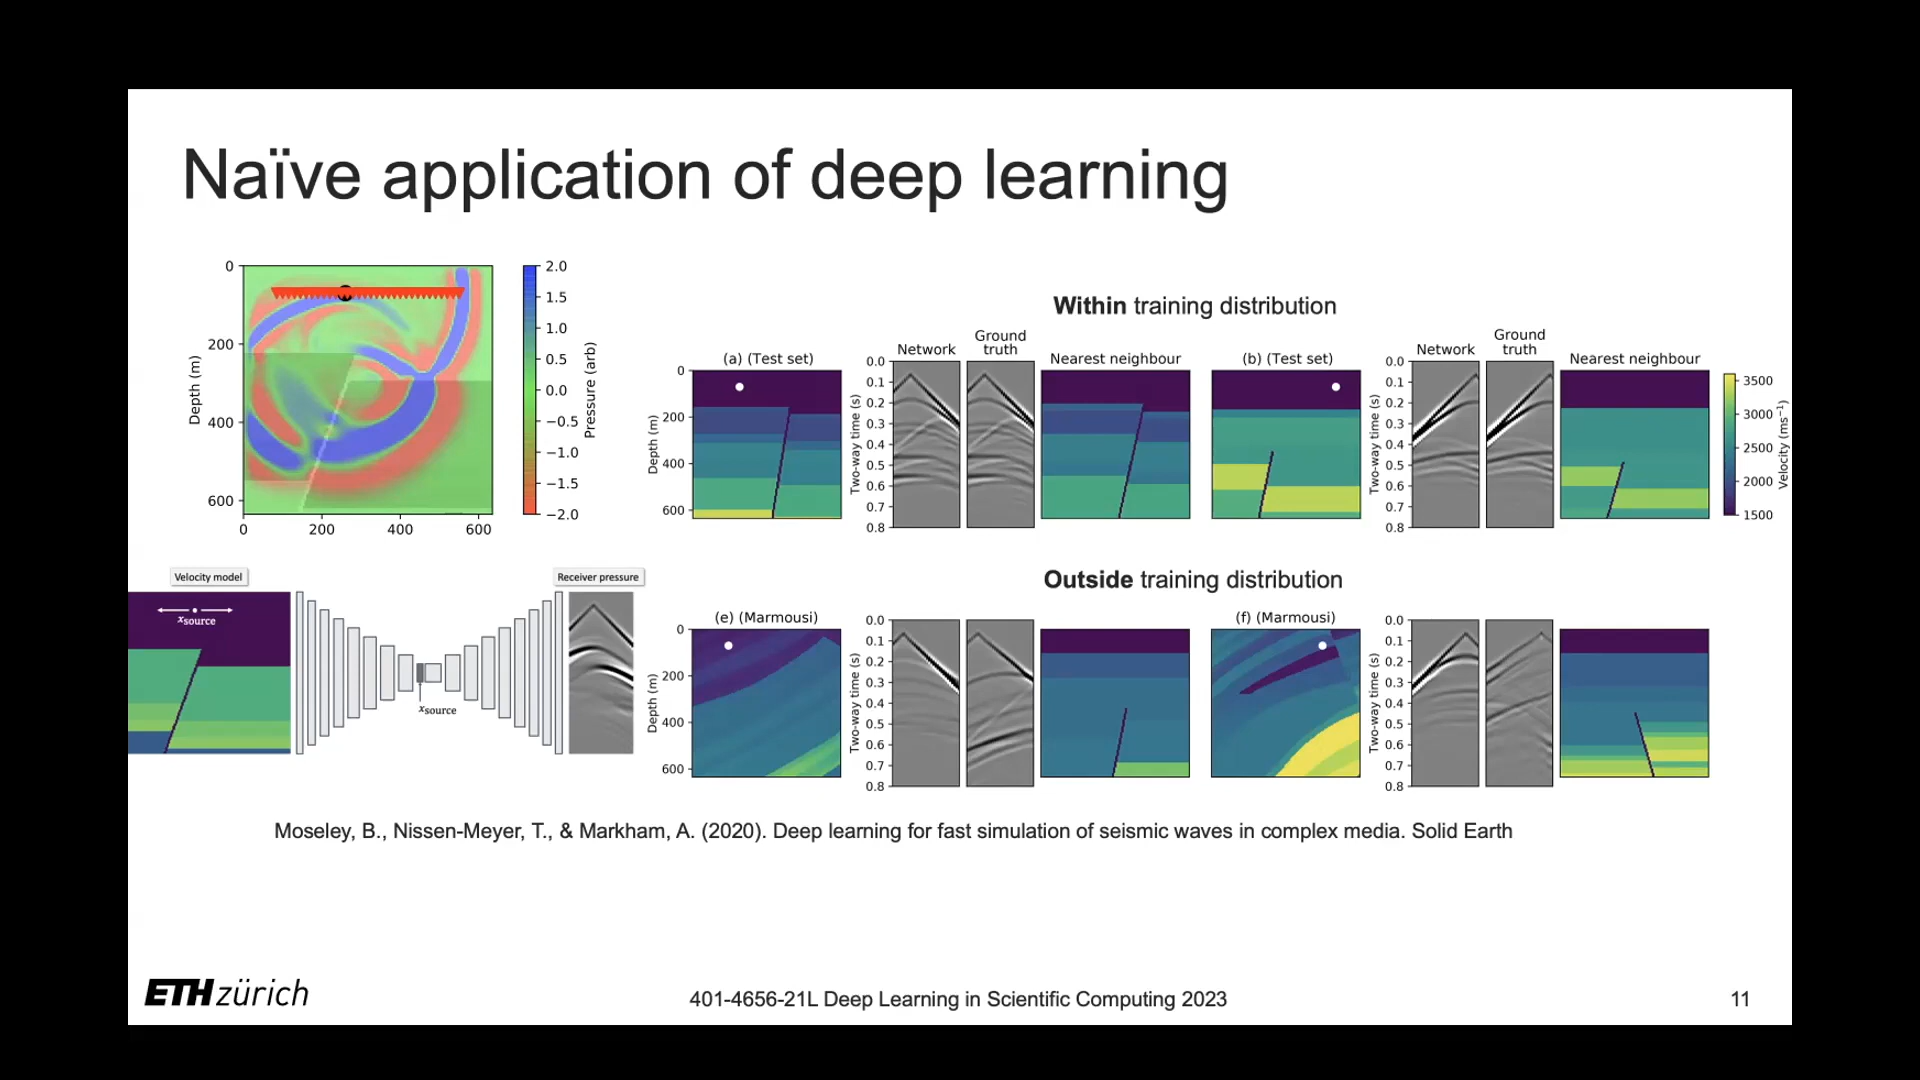 Naïve application of deep learning
0
200
400
600
Depth (m)
0
200
400
600
2.0
1.5
1.0
0.5
0.0
−0.5
−1.0
−1.5
−2.0
Pressure (arb)
Within training distribution
(a) (Test set)
Network
Ground
truth
Nearest neighbour
(b) (Test set)
Network
Ground
truth
Nearest neighbour
0
200
400
600
Depth (m)
0.0
0.1
0.2
0.3
0.4
0.5
0.6
0.7
0.8
Two-way time (s)
0.0
0.1
0.2
0.3
0.4
0.5
0.6
0.7
0.8
Two-way time (s)
3500
3000
2500
2000
1500
Velocity (ms⁻¹)
Velocity model
xsource
xsource
Receiver pressure
Outside training distribution
(e) (Marmousi)
(f) (Marmousi)
0
200
400
600
Depth (m)
0.0
0.1
0.2
0.3
0.4
0.5
0.6
0.7
0.8
Two-way time (s)
0.0
0.1
0.2
0.3
0.4
0.5
0.6
0.7
0.8
Two-way time (s)
Moseley, B., Nissen-Meyer, T., & Markham, A. (2020). Deep learning for fast simulation of seismic waves in complex media. Solid Earth
ETH zürich
401-4656-21L Deep Learning in Scientific Computing 2023
11